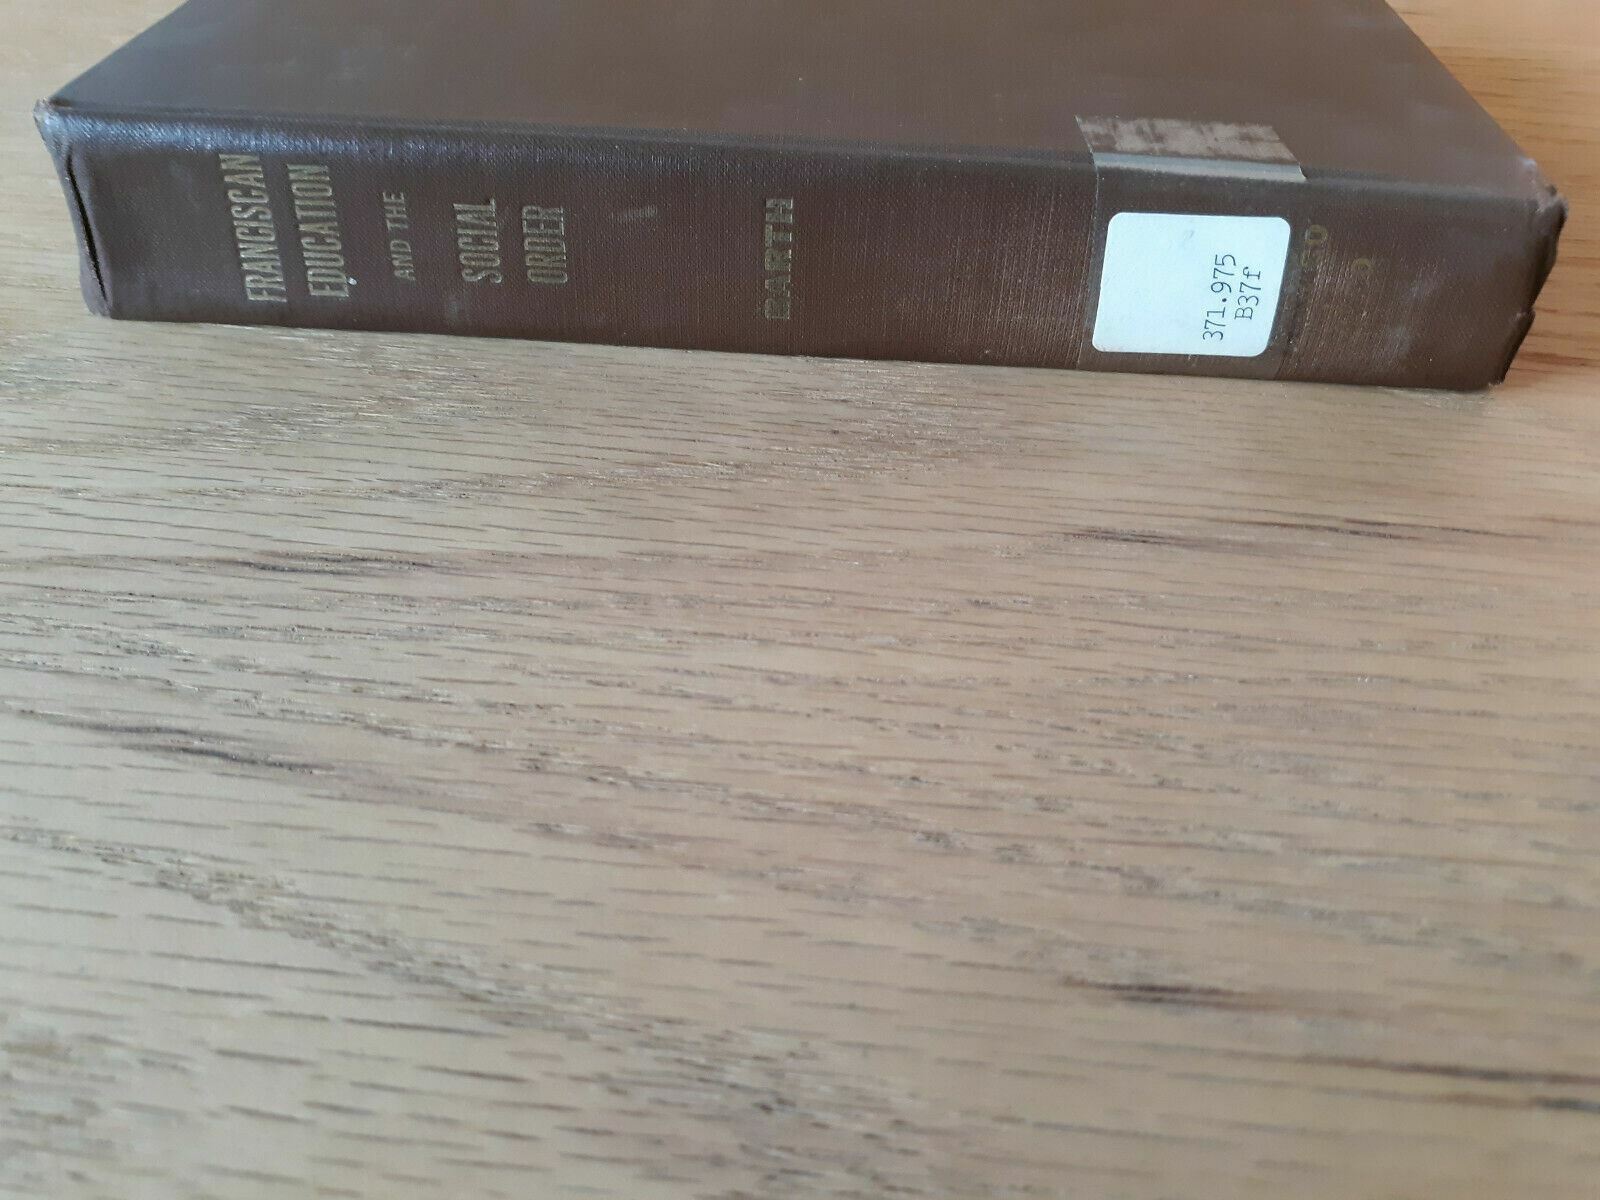 FRANCISCAN
EDUCATION
AND THE
SOCIAL
ORDER
BARTH
371.975
B37f